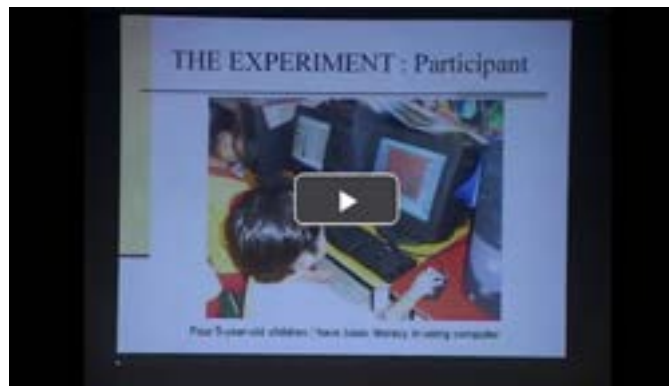 THE EXPERIMENT : Participant
Four 5-year-old children / have basic literacy in using computer